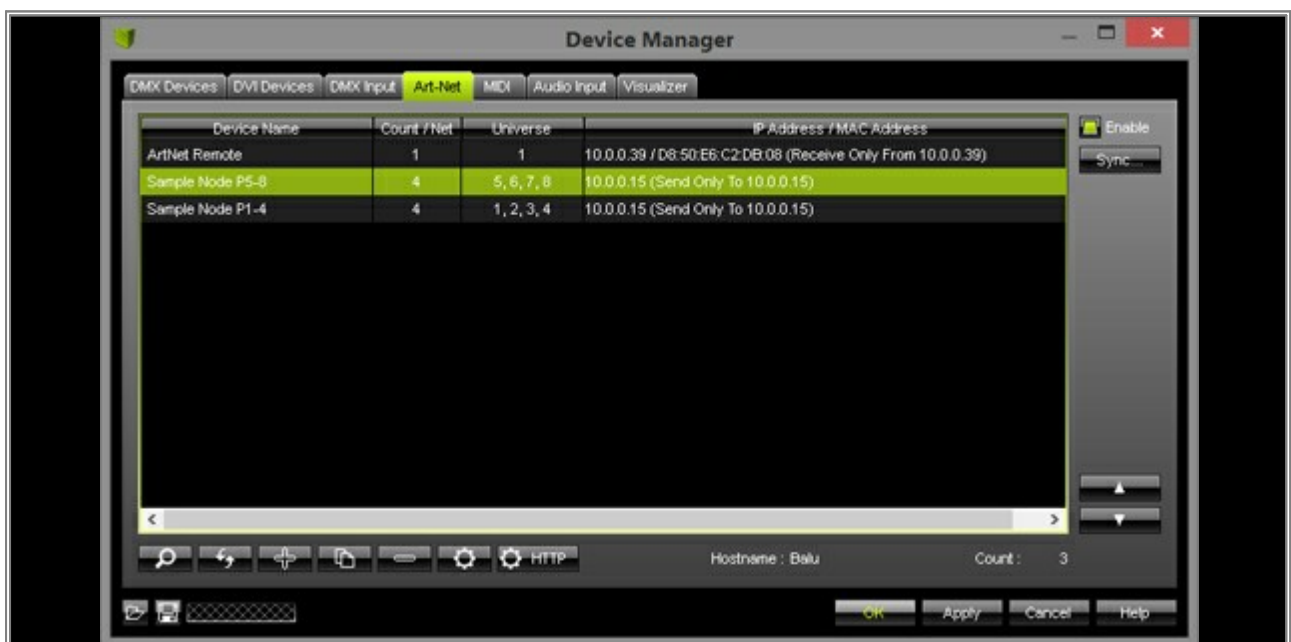 Device Manager
DMX Devices DVI Devices DMX Input Art-Net MIDI Audio Input Visualizer
Device Name Count / Net Universe IP Address / MAC Address Enable
ArtNet Remote 1 1 10.0.0.39 / D8:50:E6:C2:DB:08 (Receive Only From 10.0.0.39) Sync...
Sample Node P5-8 4 5, 6, 7, 8 10.0.0.15 (Send Only To 10.0.0.15)
Sample Node P1-4 4 1, 2, 3, 4 10.0.0.15 (Send Only To 10.0.0.15)
HTTP Hostname : Balu Count : 3
OK Apply Cancel Help